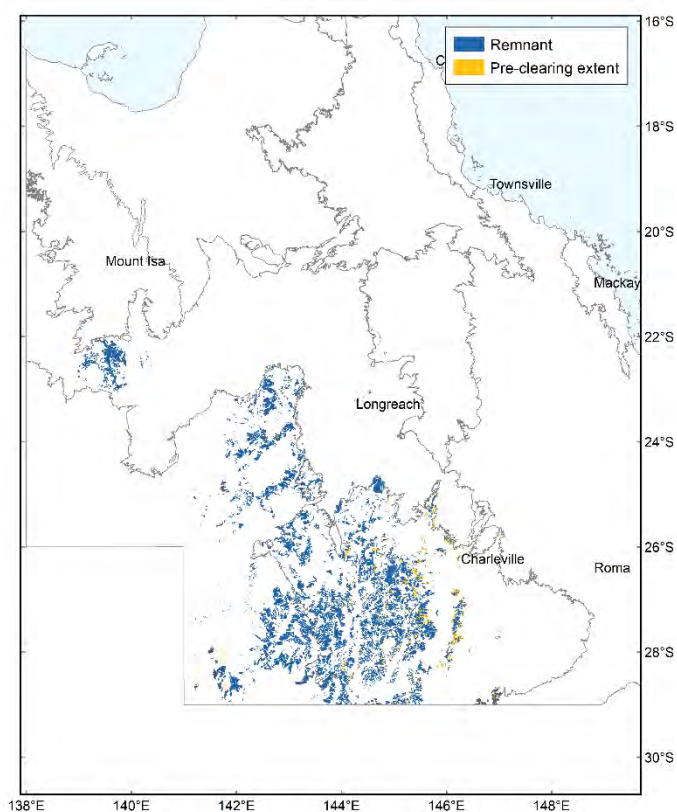 16°S
Remnant
C
Pre-clearing extent
18°S
Townsville
20°S
Mount Isa
Mackay
22°S
Longreach
24°S
26°S
Charleville
Roma
28°S
30°S
138°E
140°E
142°E
144°E
146°E
148°E